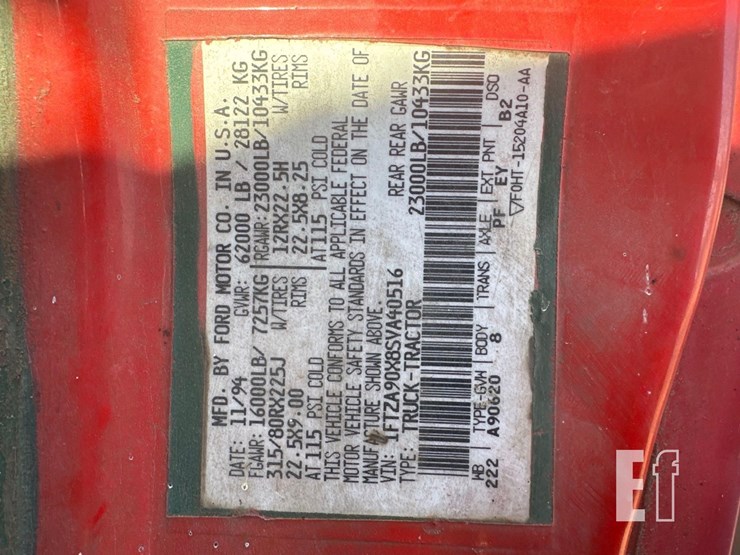 MFD. BY FORD MOTOR CO. IN U.S.A.
DATE: 11/94 GVWR: 62000 LB / 28122 KG
FGAWR: 16000LB/ 7257KG RGAWR: 23000LB/10433KG
315/80RX225J W/TIRES 12RX22.5H W/TIRES
22.5X9.00 RIMS 22.5X8.25 RIMS
AT 115 PSI COLD AT 115 PSI COLD
THIS VEHICLE CONFORMS TO ALL APPLICABLE FEDERAL
MOTOR VEHICLE SAFETY STANDARDS IN EFFECT ON THE DATE OF
MANUFACTURE SHOWN ABOVE.
VIN: 1FTZA90X8SVA40516 REAR REAR GAWR
TYPE: TRUCK-TRACTOR 23000LB/10433KG
WB TYPE-GVW BODY TRANS AXLE EXT PNT DSO
222 A90620 8 PF EY B2
▽F0HT-15204A10-AA
Ef